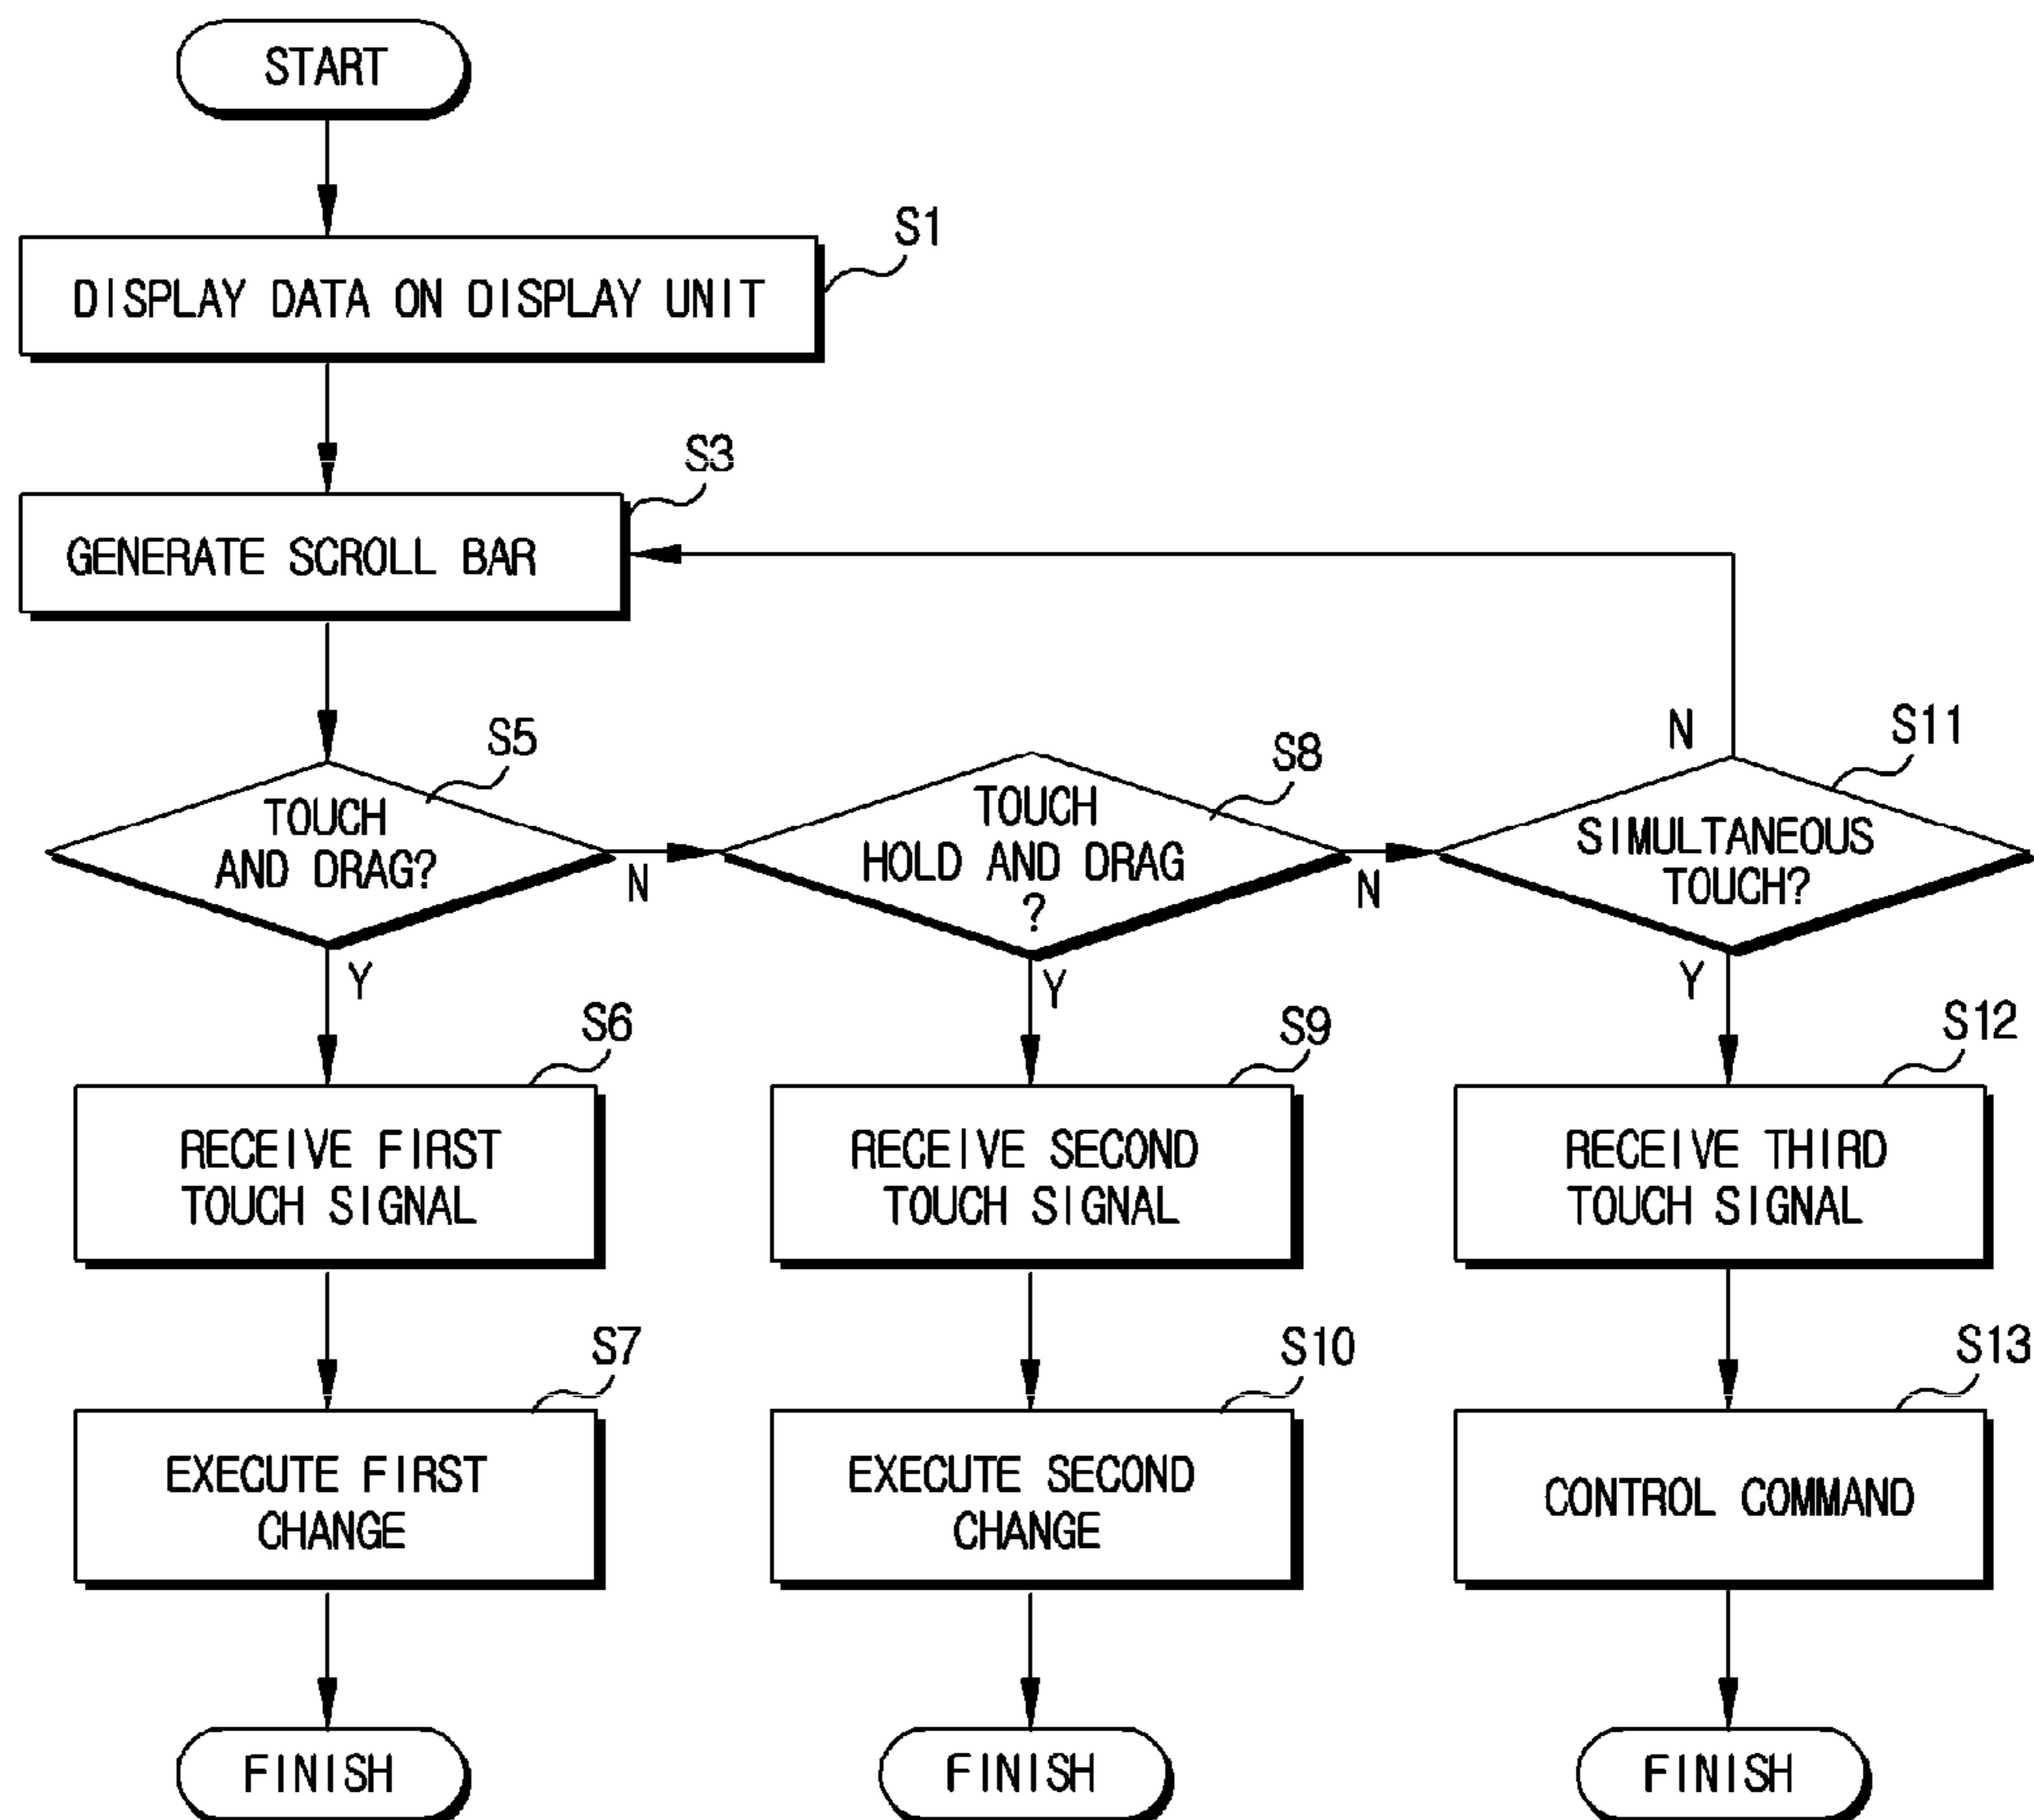 START
S1
DISPLAY DATA ON DISPLAY UNIT
S3
GENERATE SCROLL BAR
S5
TOUCH
AND DRAG?
N
Y
S8
TOUCH
HOLD AND DRAG
?
N
Y
S11
N
SIMULTANEOUS
TOUCH?
Y
S6
RECEIVE FIRST
TOUCH SIGNAL
S9
RECEIVE SECOND
TOUCH SIGNAL
S12
RECEIVE THIRD
TOUCH SIGNAL
S7
EXECUTE FIRST
CHANGE
S10
EXECUTE SECOND
CHANGE
S13
CONTROL COMMAND
FINISH
FINISH
FINISH